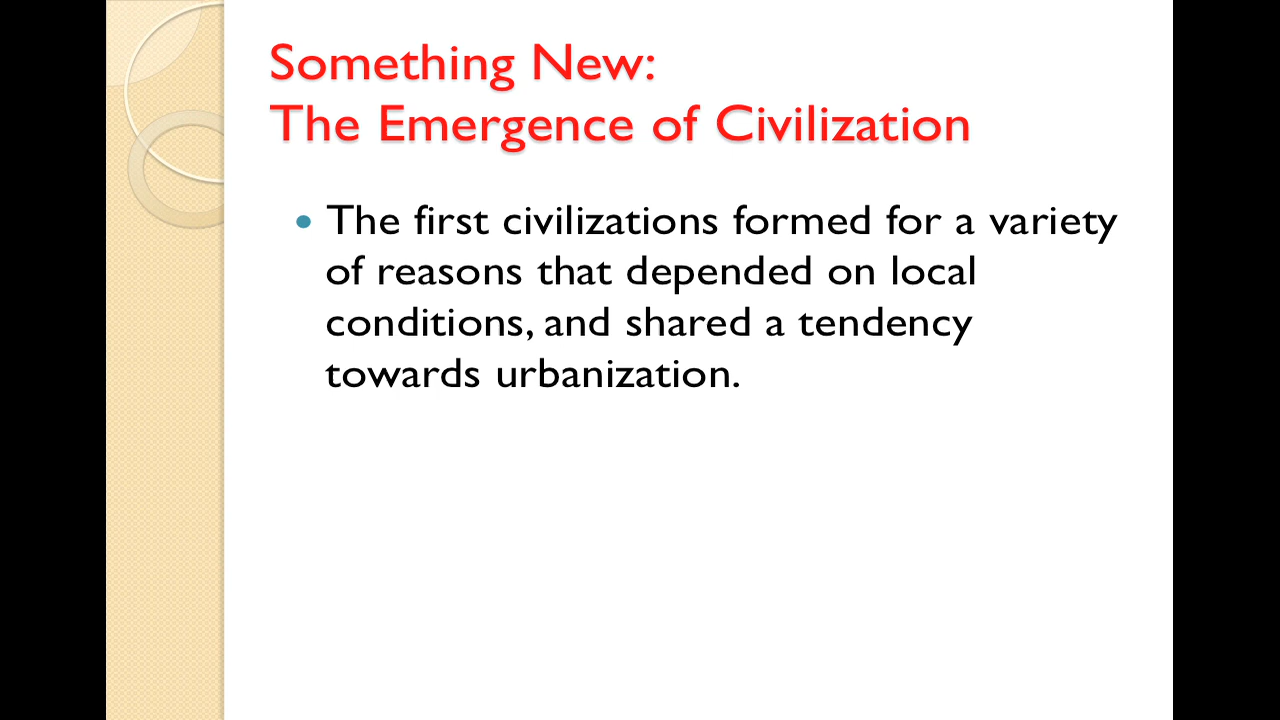 Something New:
The Emergence of Civilization
• The first civilizations formed for a variety
of reasons that depended on local
conditions, and shared a tendency
towards urbanization.